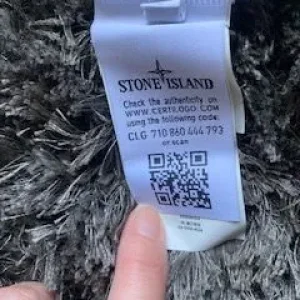 STONE ISLAND
Check the authenticity on
WWW.CERTILOGO.COM
using the following code:
CLG 710 860 444 793
or scan